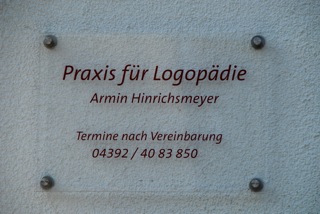 Praxis für Logopädie
Armin Hinrichsmeyer
Termine nach Vereinbarung
04392 / 40 83 850